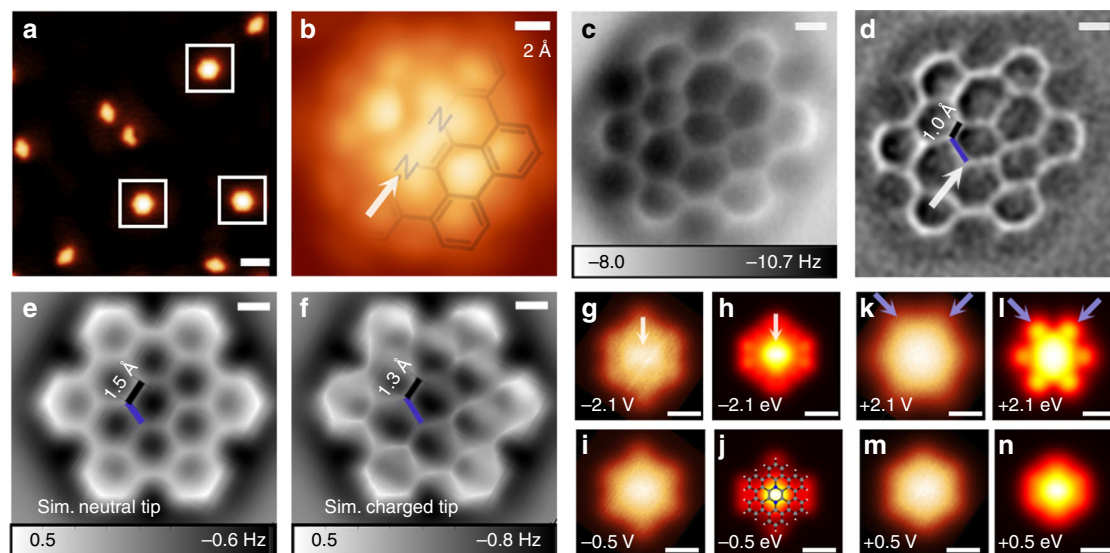 a
b
2 Å
N
N
c
–8.0 –10.7 Hz
d
1.0 Å
e
1.5 Å
Sim. neutral tip
0.5 –0.6 Hz
f
1.3 Å
Sim. charged tip
0.5 –0.8 Hz
g
–2.1 V
h
–2.1 eV
k
+2.1 V
l
+2.1 eV
i
–0.5 V
j
–0.5 eV
m
+0.5 V
n
+0.5 eV